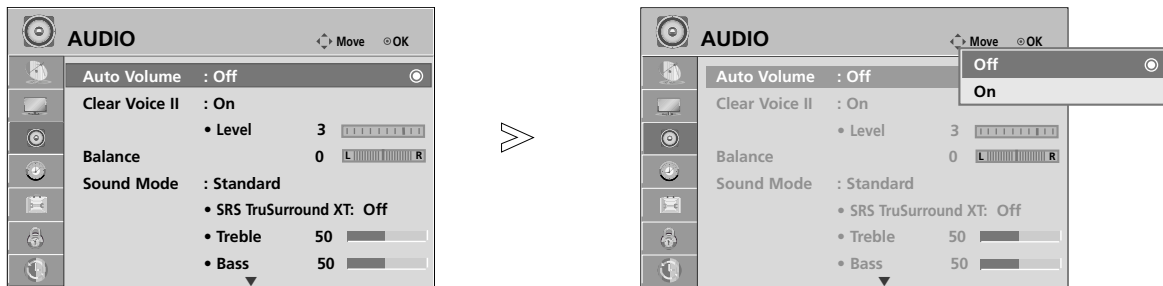 AUDIO Move OK
Auto Volume : Off
Clear Voice II : On
• Level 3
Balance 0 L R
Sound Mode : Standard
• SRS TruSurround XT: Off
• Treble 50
• Bass 50
AUDIO Move OK
Auto Volume : Off
Off
On
Clear Voice II : On
• Level 3
Balance 0 L R
Sound Mode : Standard
• SRS TruSurround XT: Off
• Treble 50
• Bass 50